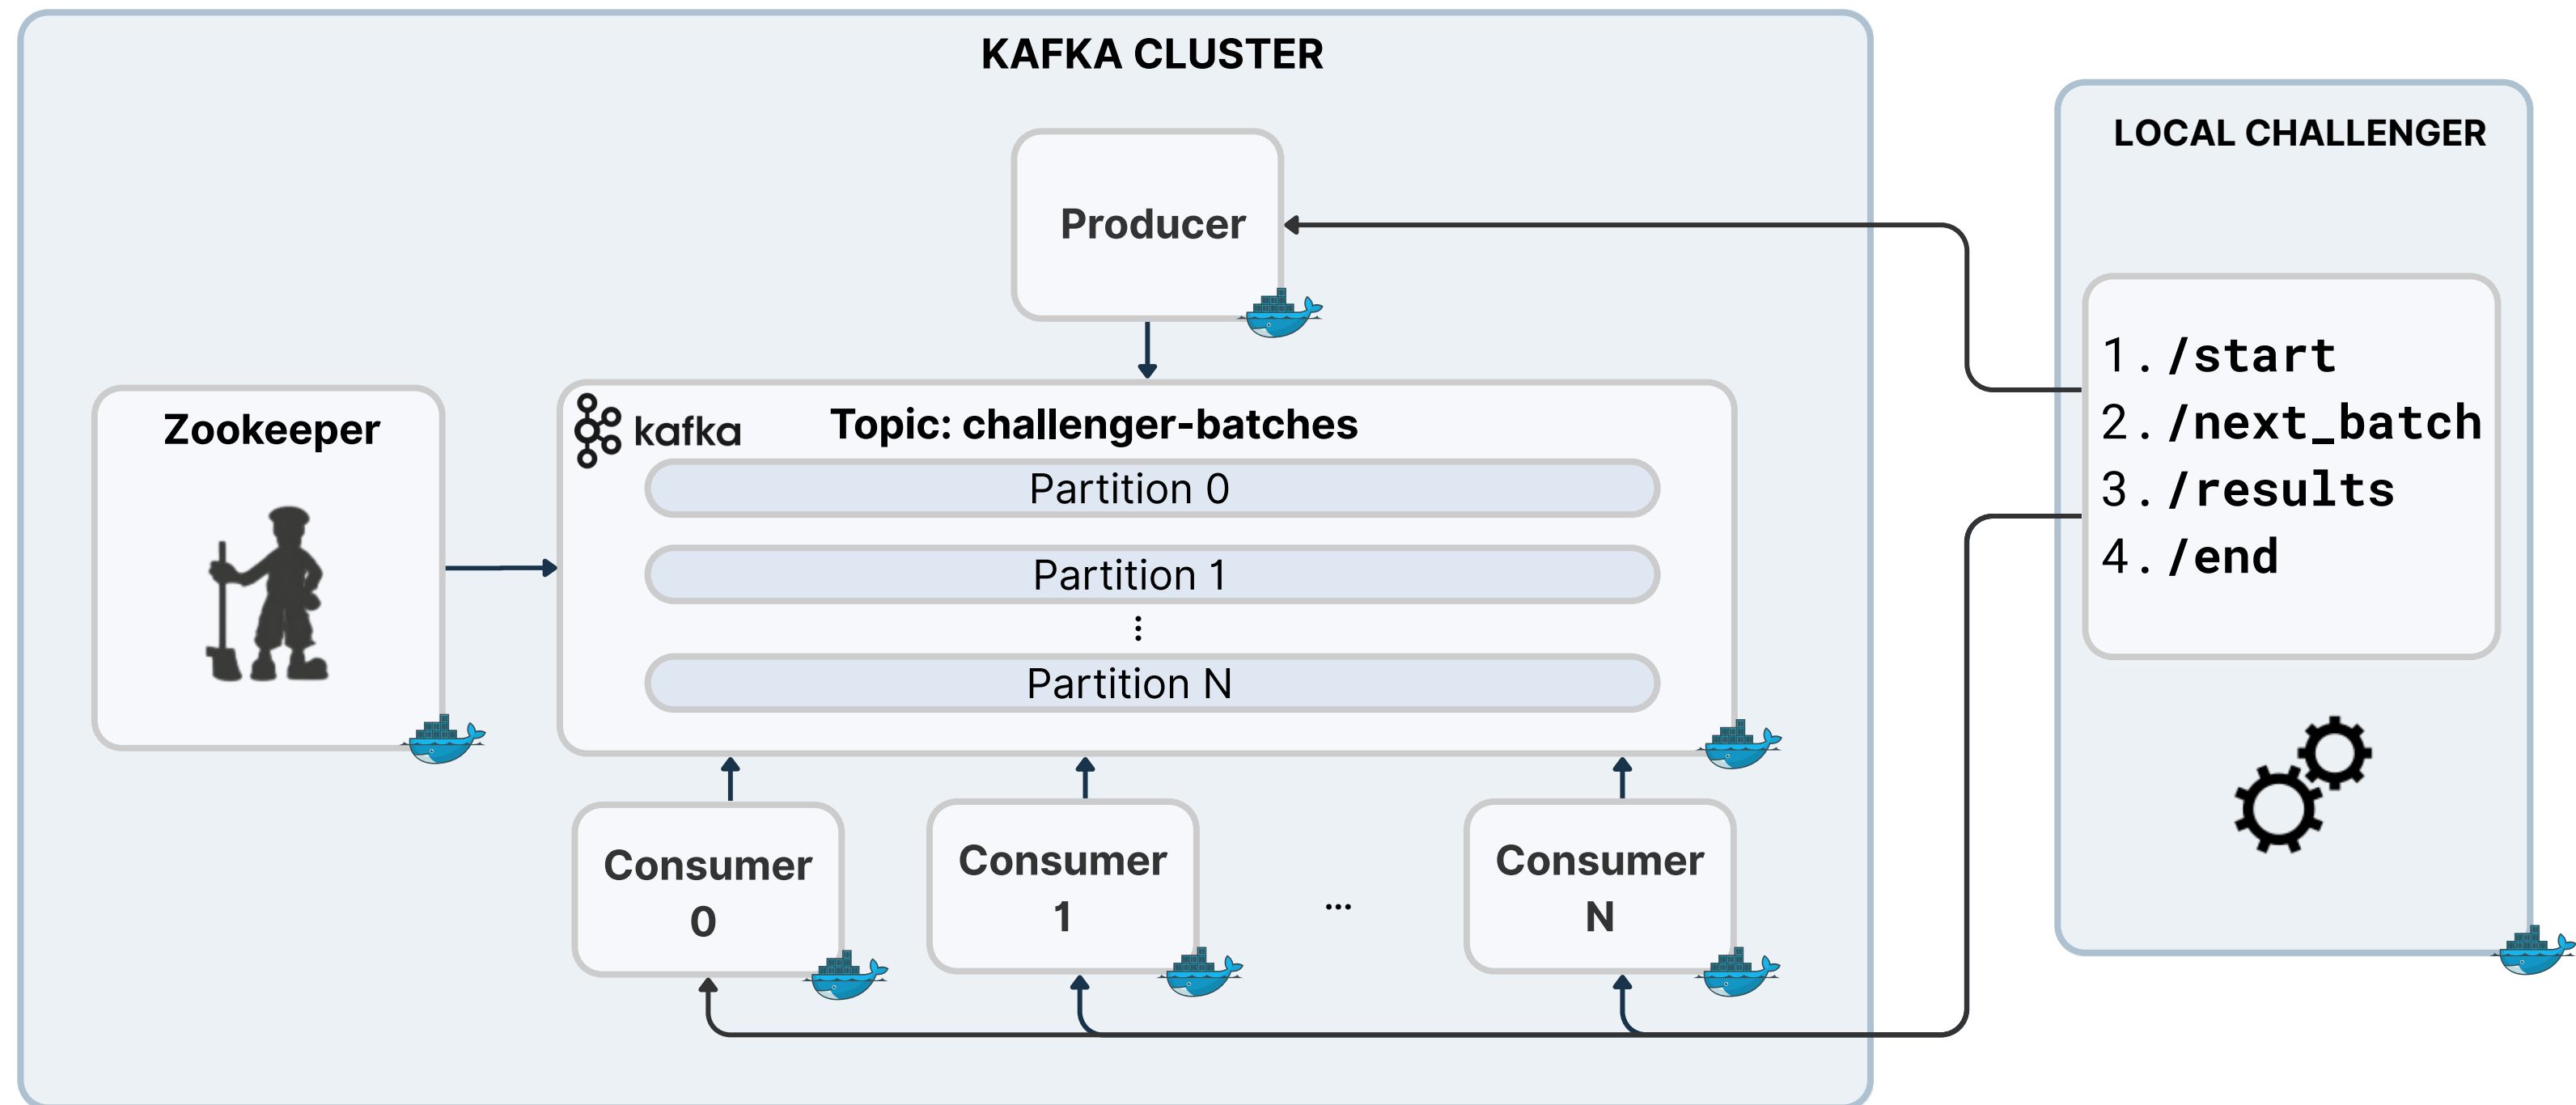 KAFKA CLUSTER
LOCAL CHALLENGER
Producer
1. /start
2. /next_batch
3. /results
4. /end
Zookeeper
kafka
Topic: challenger-batches
Partition 0
Partition 1
⋮
Partition N
Consumer
0
Consumer
1
...
Consumer
N